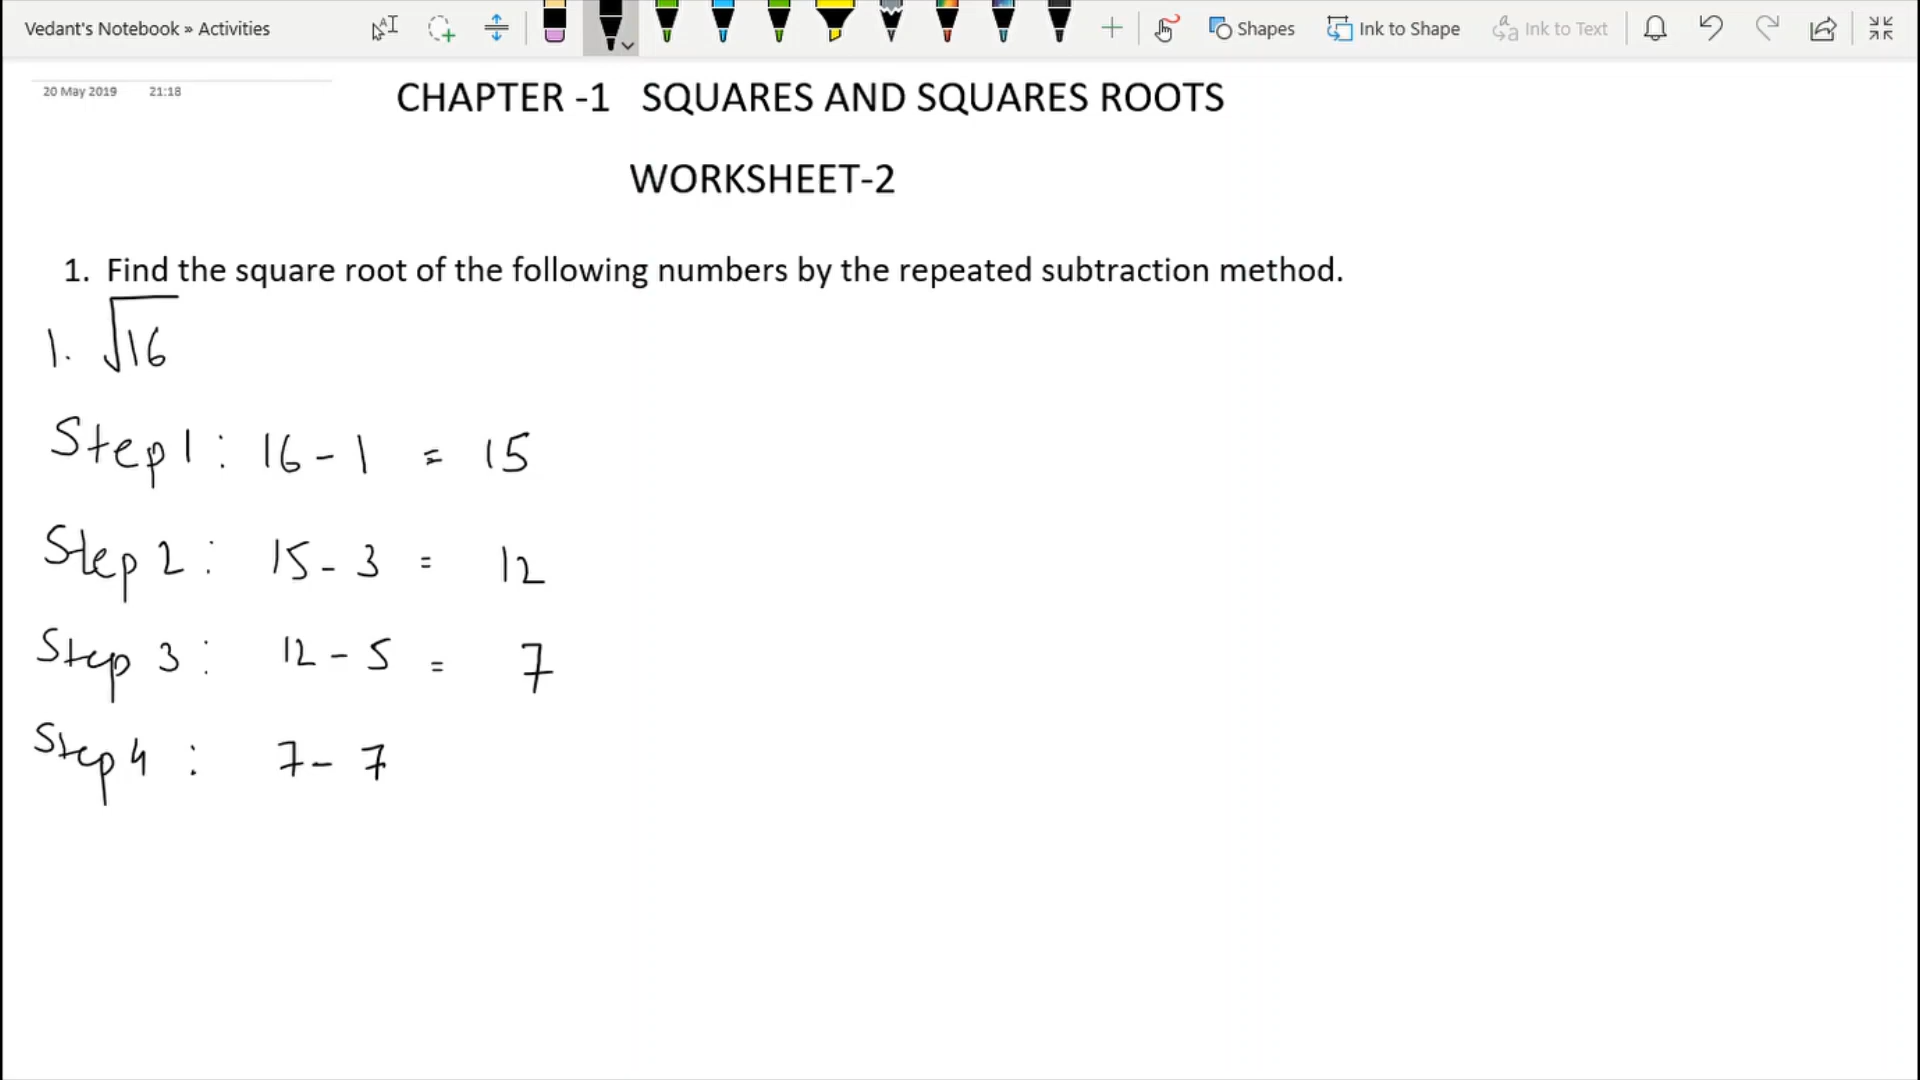 Vedant's Notebook » Activities
Shapes
Ink to Shape
Ink to Text
20 May 2019 21:18
CHAPTER -1 SQUARES AND SQUARES ROOTS
WORKSHEET-2
1. Find the square root of the following numbers by the repeated subtraction method.
1. √16
Step 1 : 16 - 1 = 15
Step 2 : 15 - 3 = 12
Step 3 : 12 - 5 = 7
Step 4 : 7 - 7